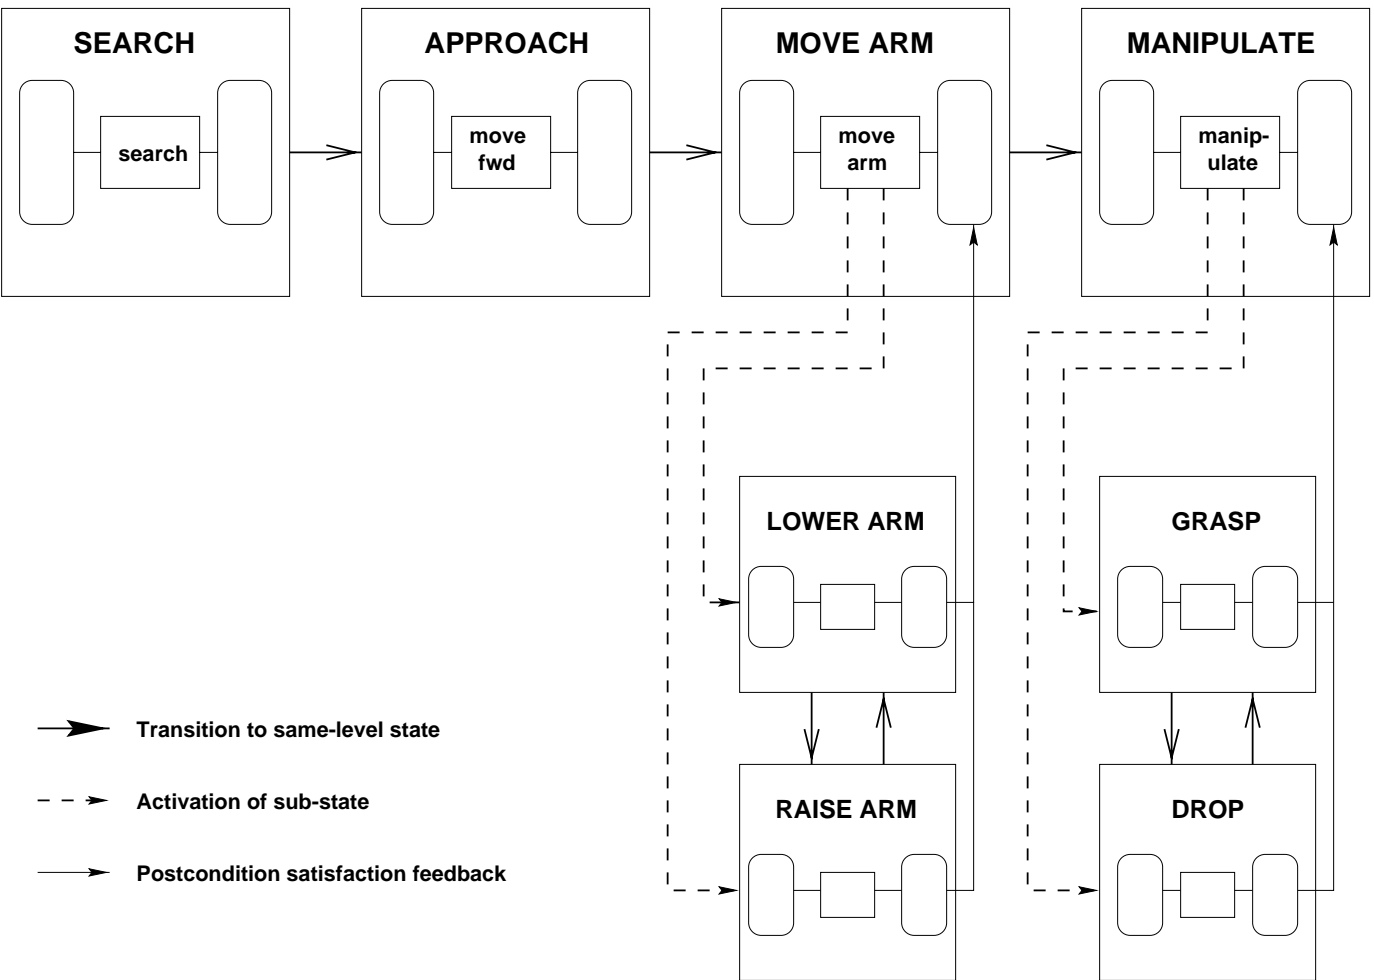 SEARCH
APPROACH
MOVE ARM
MANIPULATE
search
move
fwd
move
arm
manip-
ulate
LOWER ARM
GRASP
RAISE ARM
DROP
Transition to same-level state
Activation of sub-state
Postcondition satisfaction feedback